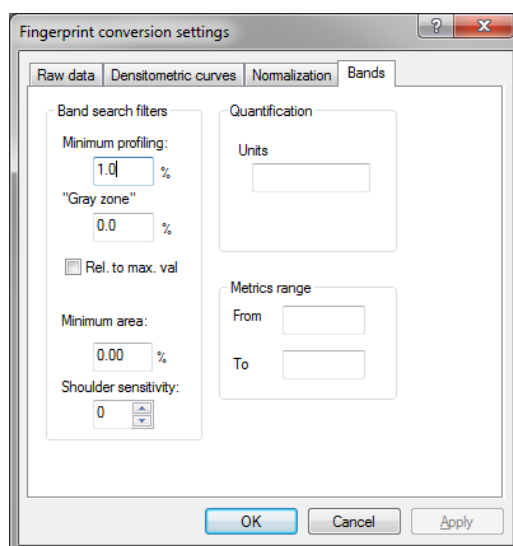 Fingerprint conversion settings
?
X
Raw data
Densitometric curves
Normalization
Bands
Band search filters
Minimum profiling:
1.0 %
"Gray zone"
0.0 %
Rel. to max. val
Minimum area:
0.00 %
Shoulder sensitivity:
0
Quantification
Units
Metrics range
From
To
OK
Cancel
Apply